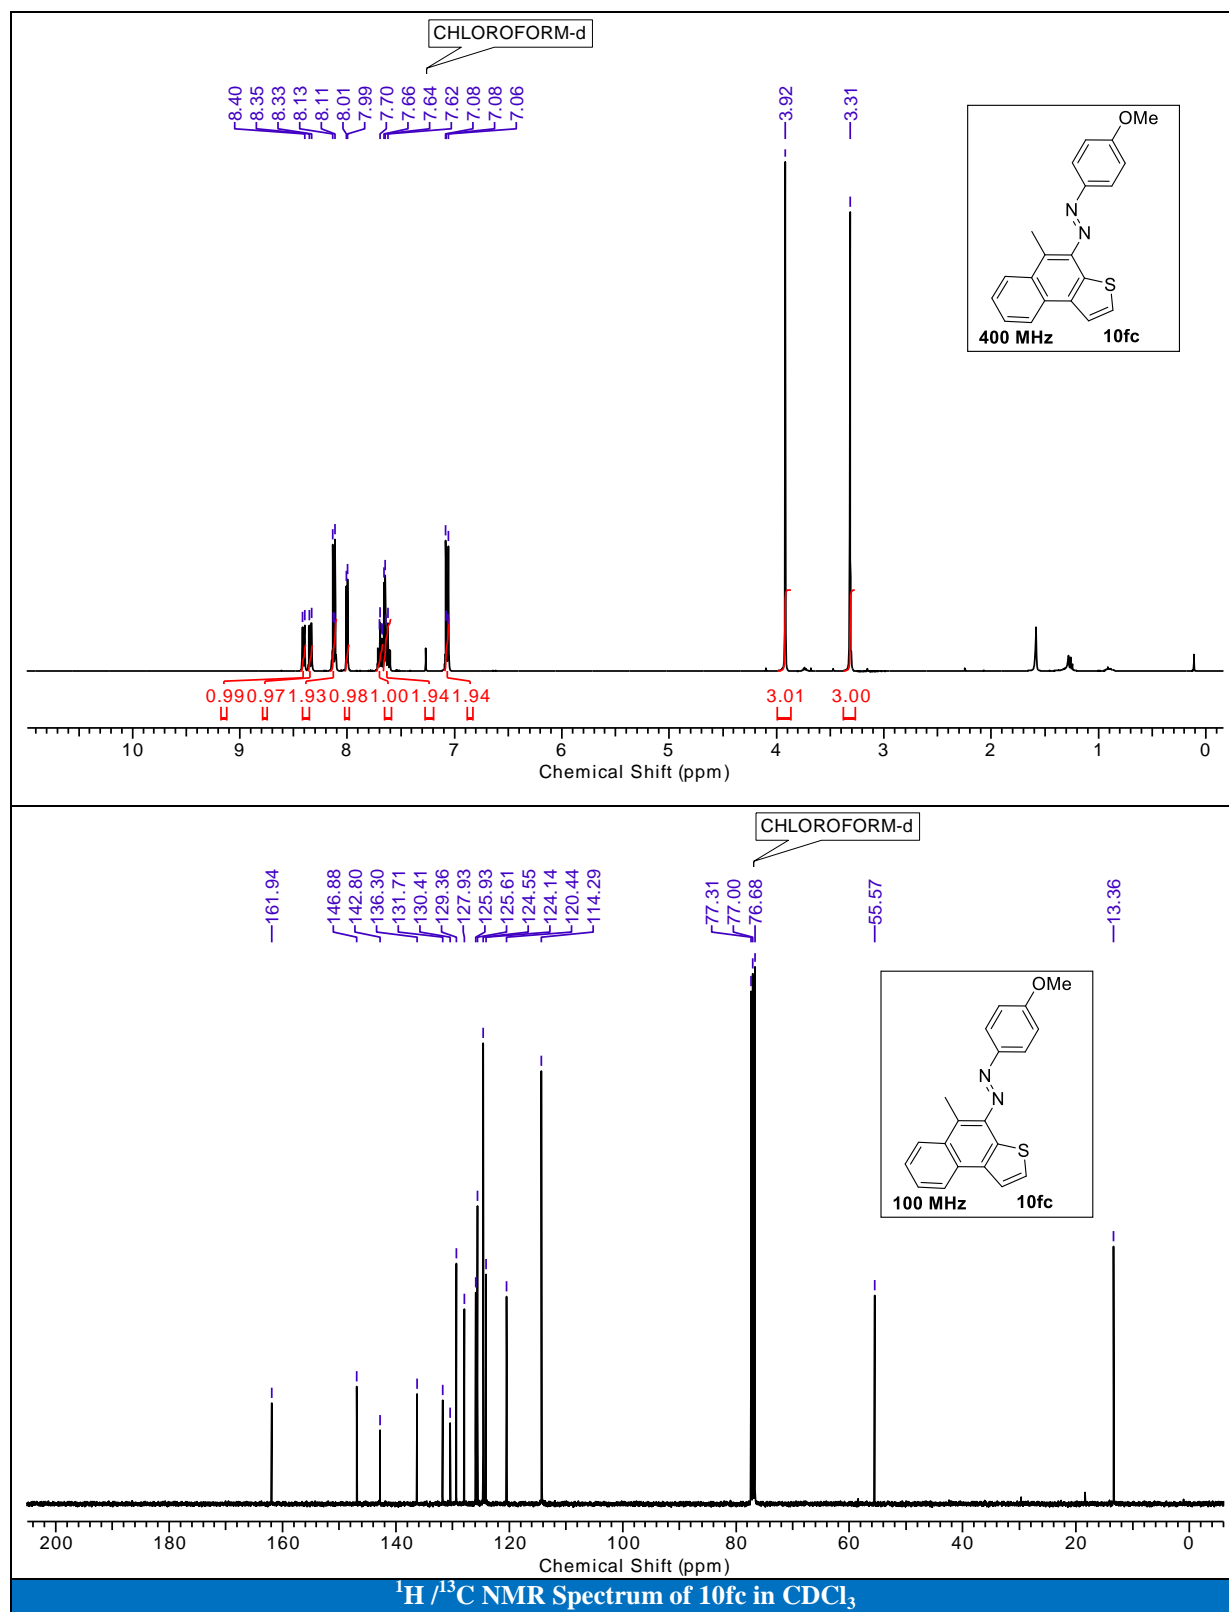 CHLOROFORM-d
8.40
8.35
8.33
8.13
8.11
8.01
7.99
7.70
7.66
7.64
7.62
7.08
7.08
7.06
3.92
3.31
OMe
N
N
S
400 MHz 10fc
0.99 0.97 1.93 0.98 1.00 1.94 1.94 3.01 3.00
10 9 8 7 6 5 4 3 2 1 0
Chemical Shift (ppm)
CHLOROFORM-d
161.94
146.88
142.80
136.30
131.71
130.41
129.36
127.93
125.93
125.61
124.55
124.14
120.44
114.29
77.31
77.00
76.68
55.57
13.36
OMe
N
N
S
100 MHz 10fc
200 180 160 140 120 100 80 60 40 20 0
Chemical Shift (ppm)
¹H /¹³C NMR Spectrum of 10fc in CDCl₃